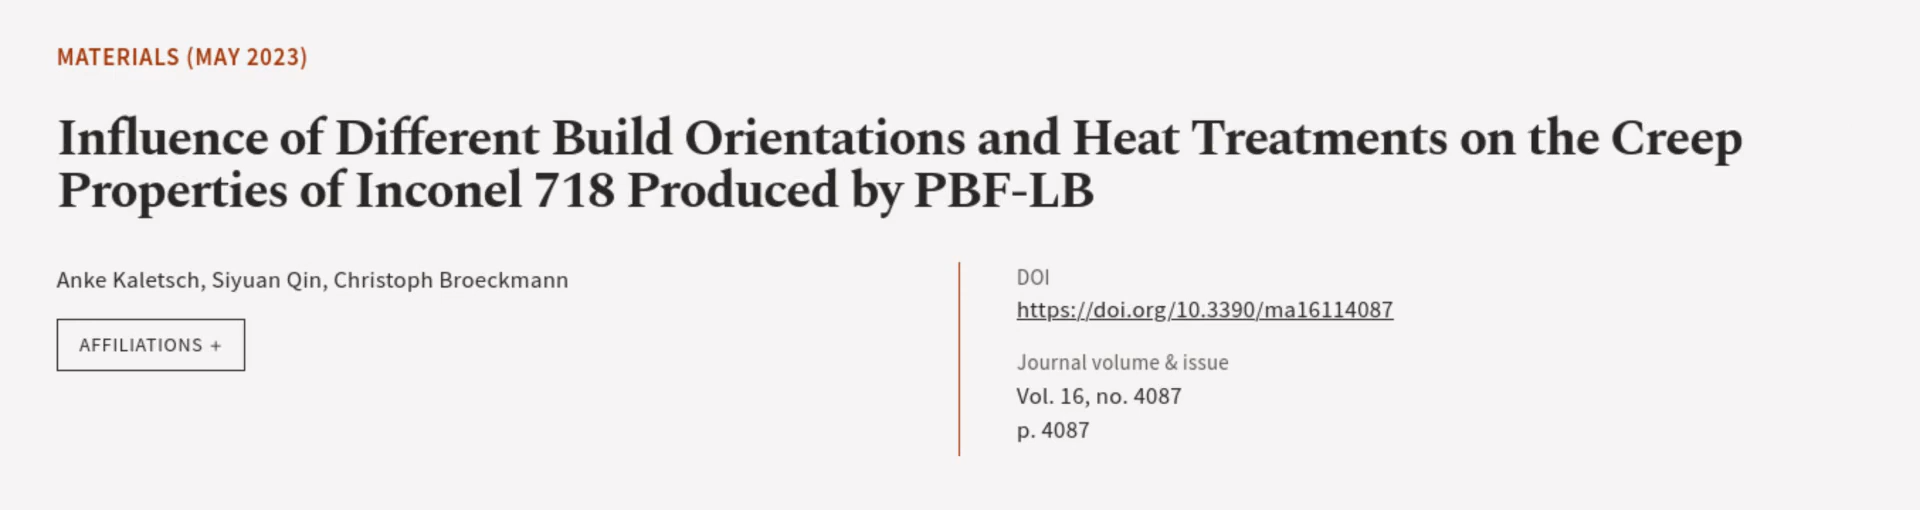 MATERIALS (MAY 2023)
Influence of Different Build Orientations and Heat Treatments on the Creep
Properties of Inconel 718 Produced by PBF-LB
Anke Kaletsch, Siyuan Qin, Christoph Broeckmann
AFFILIATIONS +
DOI
https://doi.org/10.3390/ma16114087
Journal volume & issue
Vol. 16, no. 4087
p. 4087